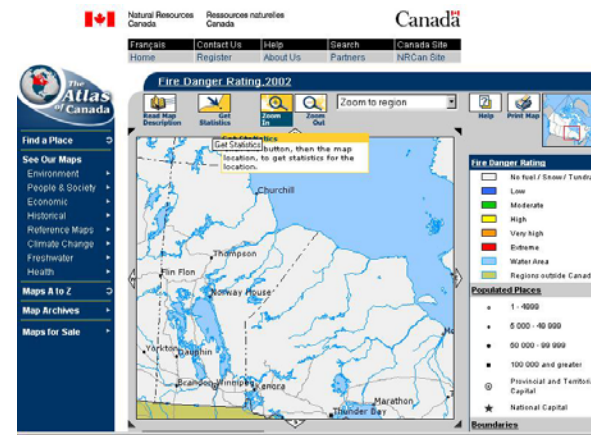 Natural Resources Canada
Ressources naturelles Canada
Canada
Français
Contact Us
Help
Search
Canada Site
Home
Register
About Us
Partners
NRCan Site
The Atlas of Canada
Fire Danger Rating, 2002
Read Map Description
Get Statistics
Zoom In
Zoom Out
Zoom to region
Help
Print Map
Find a Place
See Our Maps
Environment
People & Society
Economic
Historical
Reference Maps
Climate Change
Freshwater
Health
Maps A to Z
Map Archives
Maps for Sale
Get Statistics
Get Statistics
button, then the map
location, to get statistics for the
location.
Churchill
Thompson
Flin Flon
Norway House
Yorkton
Dauphin
Brandon
Winnipeg
Kenora
Marathon
Thunder Bay
S
Fire Danger Rating
No fuel / Snow / Tundra
Low
Moderate
High
Very high
Extreme
Water Area
Regions outside Canad
Populated Places
1 - 4999
5 000 - 49 999
50 000 - 99 999
100 000 and greater
Provincial and Territoria
Capital
National Capital
Boundaries